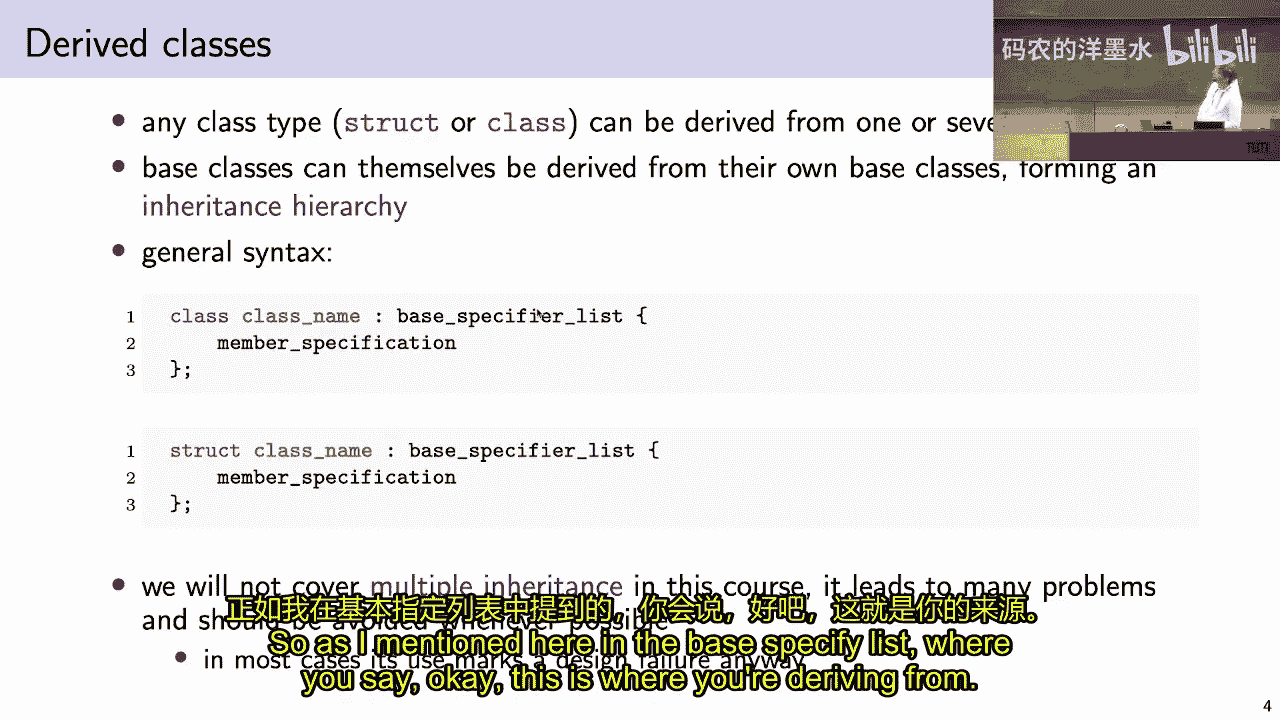 Derived classes
码农的洋墨水 bilibili
TUM
• any class type (struct or class) can be derived from one or seve
• base classes can themselves be derived from their own base classes, forming an
inheritance hierarchy
• general syntax:
1 class class_name : base_specifier_list {
2 member_specification
3 };
1 struct class_name : base_specifier_list {
2 member_specification
3 };
• we will not cover multiple inheritance in this course, it leads to many problems
and should be avoided whenever possible
• in most cases its use marks a design failure anyway
正如我在基本指定列表中提到的，你会说，好吧，这就是你的来源。
So as I mentioned here in the base specify list, where
you say, okay, this is where you're deriving from.
4